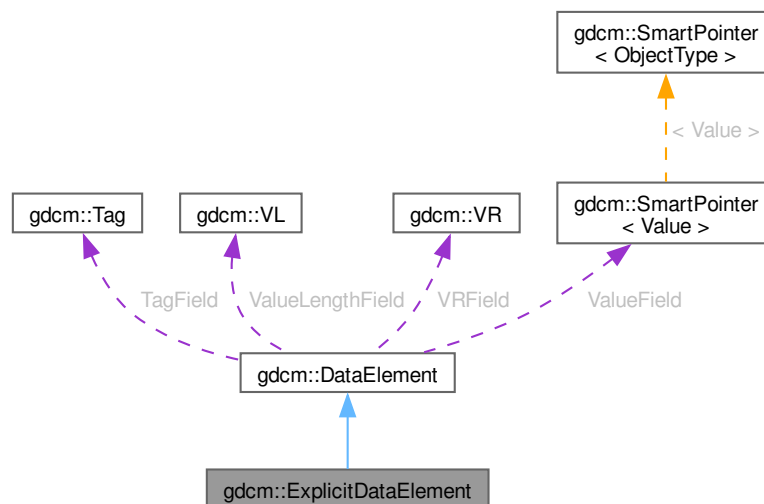 gdcm::SmartPointer
< ObjectType >
< Value >
gdcm::Tag
gdcm::VL
gdcm::VR
gdcm::SmartPointer
< Value >
TagField
ValueLengthField
VRField
ValueField
gdcm::DataElement
gdcm::ExplicitDataElement